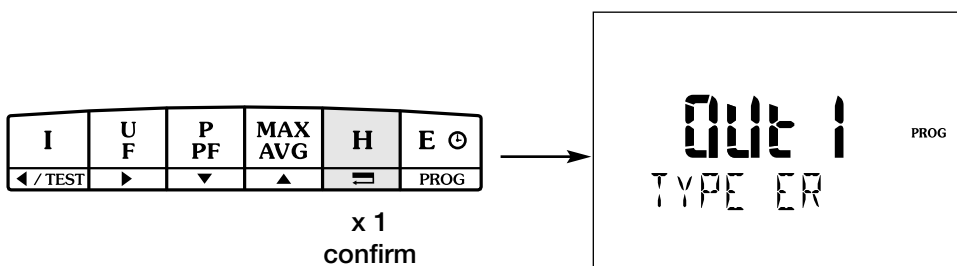 I U F P PF MAX AVG H E
/ TEST PROG
x 1
confirm
OUt 1
PROG
TYPE ER